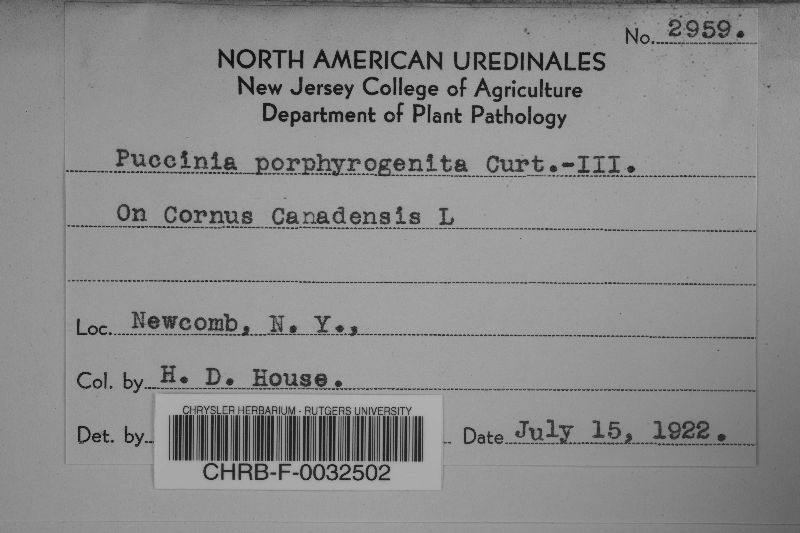 No. 2959.
NORTH AMERICAN UREDINALES
New Jersey College of Agriculture
Department of Plant Pathology
Puccinia porphyrogenita Curt.-III.
On Cornus Canadensis L
Loc. Newcomb, N. Y.,
Col. by H. D. House.
Det. by Date July 15, 1922.
CHRYSLER HERBARIUM - RUTGERS UNIVERSITY
CHRB-F-0032502